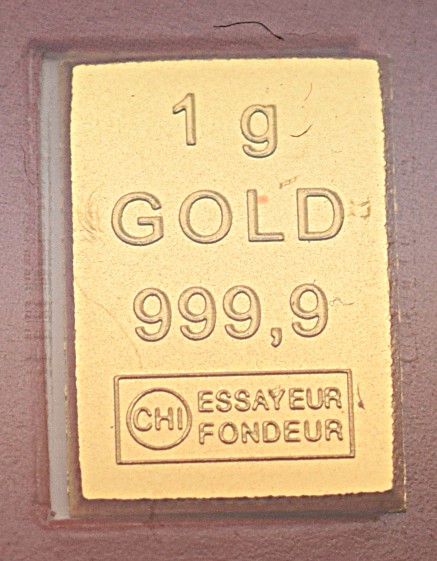 1 g
GOLD
999,9
CHI ESSAYEUR
FONDEUR